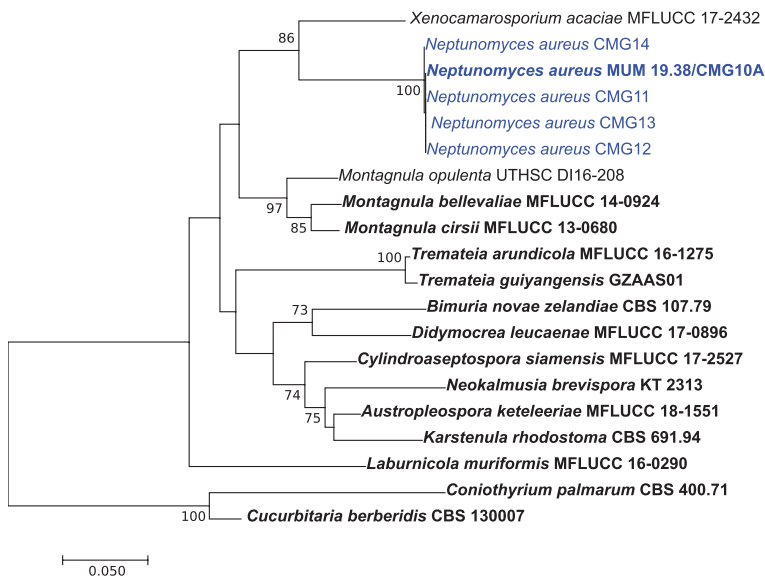 Xenocamarosporium acaciae MFLUCC 17-2432
86
Neptunomyces aureus CMG14
Neptunomyces aureus MUM 19.38/CMG10A
100
Neptunomyces aureus CMG11
Neptunomyces aureus CMG13
Neptunomyces aureus CMG12
Montagnula opulenta UTHSC DI16-208
97
Montagnula bellevaliae MFLUCC 14-0924
85
Montagnula cirsii MFLUCC 13-0680
Tremateia arundicola MFLUCC 16-1275
100
Tremateia guiyangensis GZAAS01
Bimuria novae zelandiae CBS 107.79
73
Didymocrea leucaenae MFLUCC 17-0896
Cylindroaseptospora siamensis MFLUCC 17-2527
74
Neokalmusia brevispora KT 2313
75
Austropleospora keteleeriae MFLUCC 18-1551
Karstenula rhodostoma CBS 691.94
Laburnicola muriformis MFLUCC 16-0290
Coniothyrium palmarum CBS 400.71
100
Cucurbitaria berberidis CBS 130007
0.050